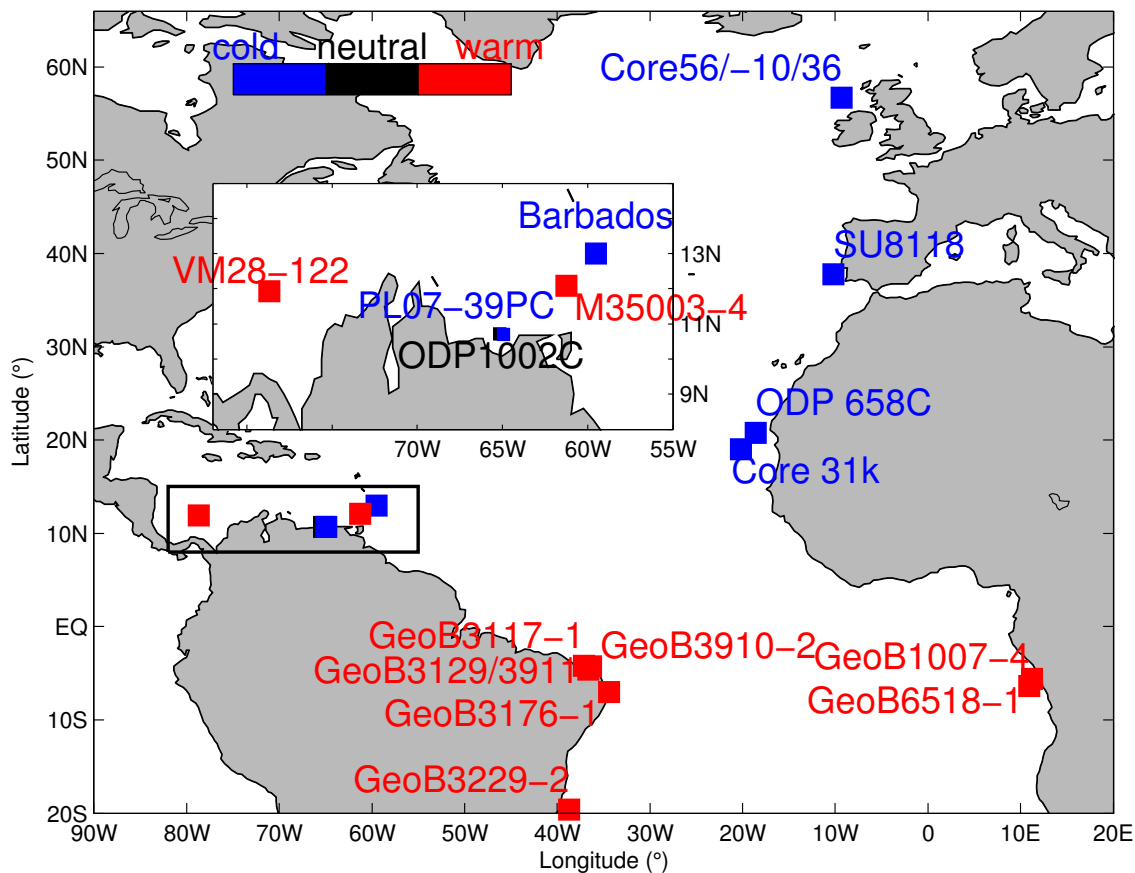 cold neutral warm
Core56/−10/36
60N
50N
40N
30N
20N
10N
EQ
10S
20S
Latitude (°)
Barbados
SU8118
VM28−122
13N
PL07−39PC
M35003−4
11N
ODP1002C
9N
70W 65W 60W 55W
ODP 658C
Core 31k
GeoB3117−1
GeoB3910−2
GeoB1007−4
GeoB3129/3911
GeoB6518−1
GeoB3176−1
GeoB3229−2
90W 80W 70W 60W 50W 40W 30W 20W 10W 0 10E 20E
Longitude (°)